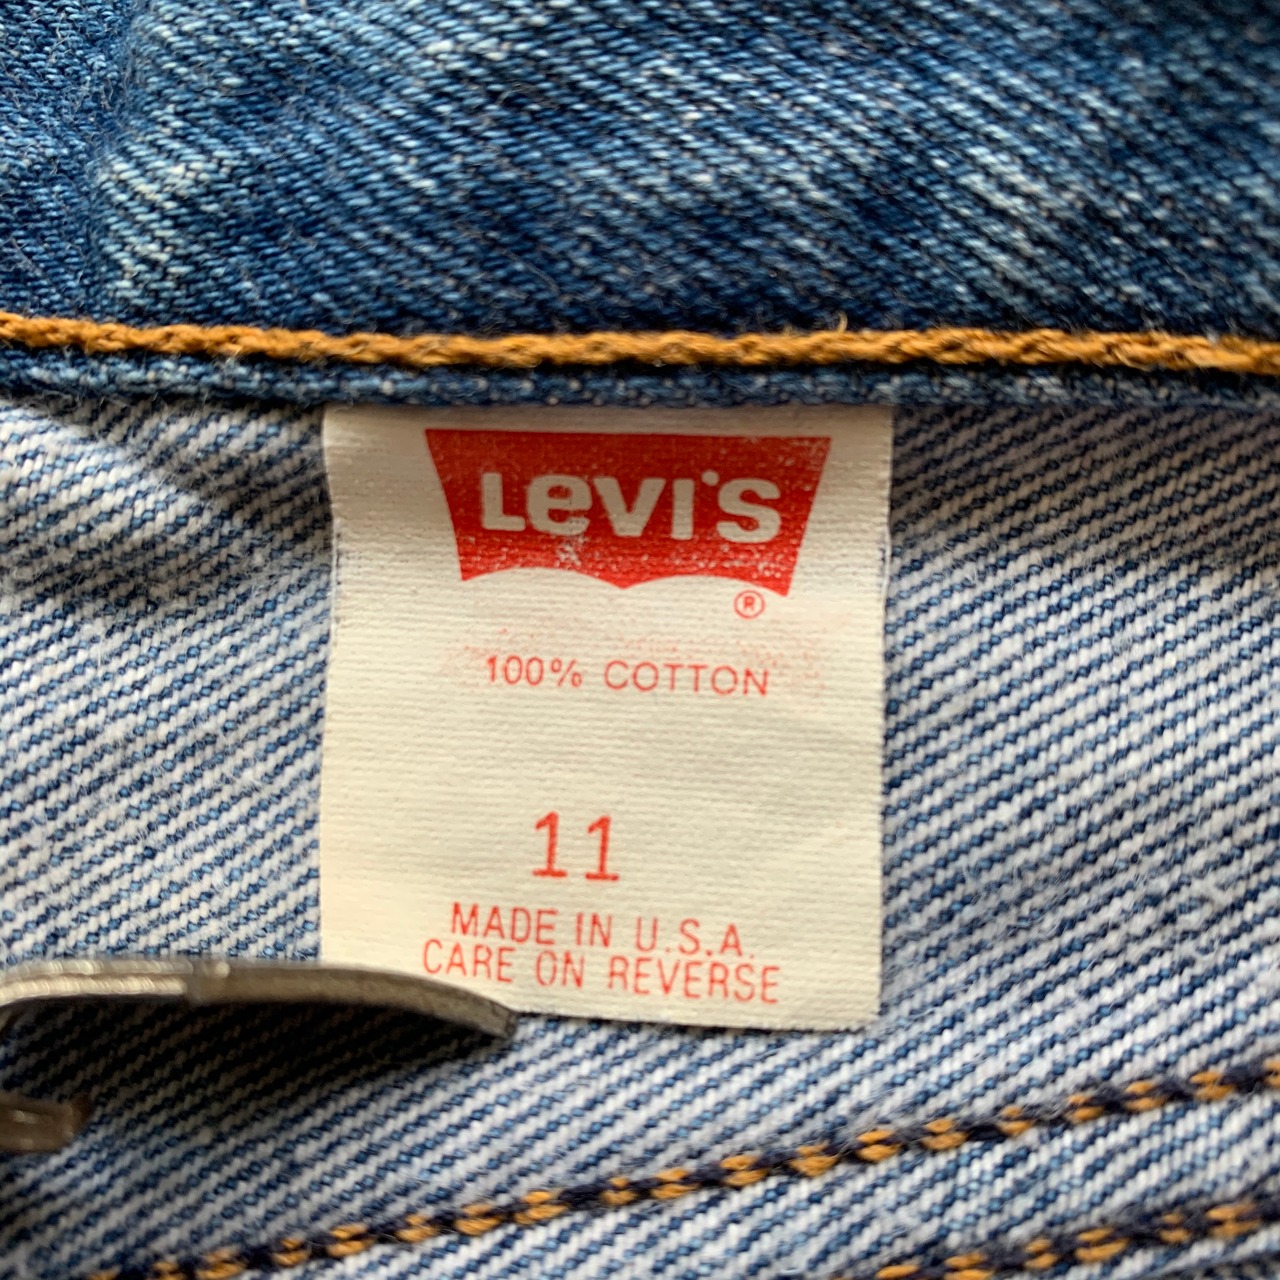 LEVI'S
®
100% COTTON
11
MADE IN U.S.A.
CARE ON REVERSE